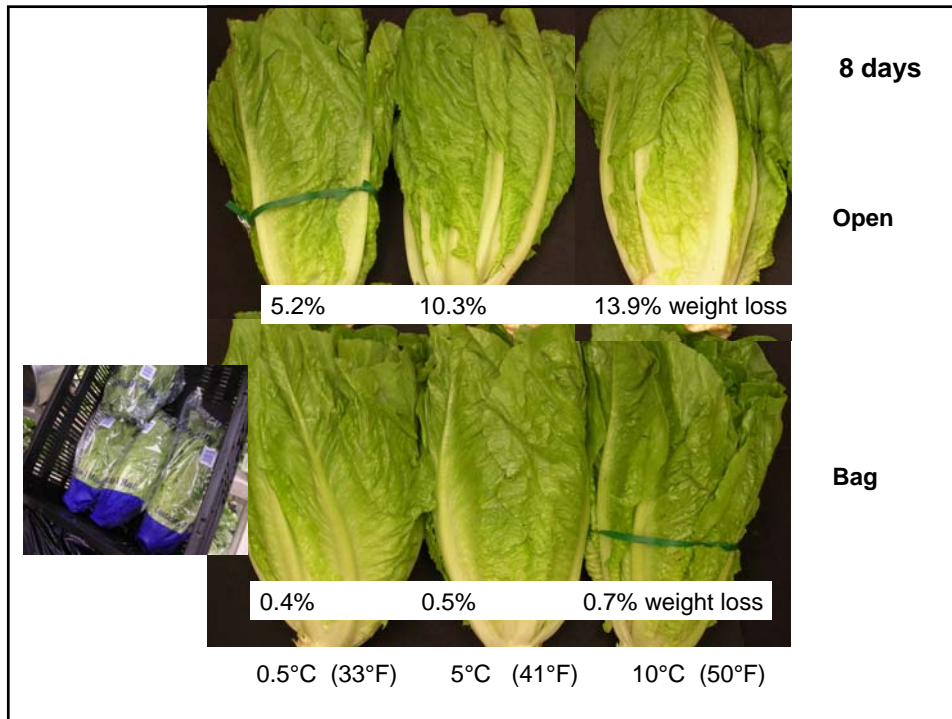 8 days
Open
5.2% 10.3% 13.9% weight loss
Bag
0.4% 0.5% 0.7% weight loss
0.5°C (33°F) 5°C (41°F) 10°C (50°F)